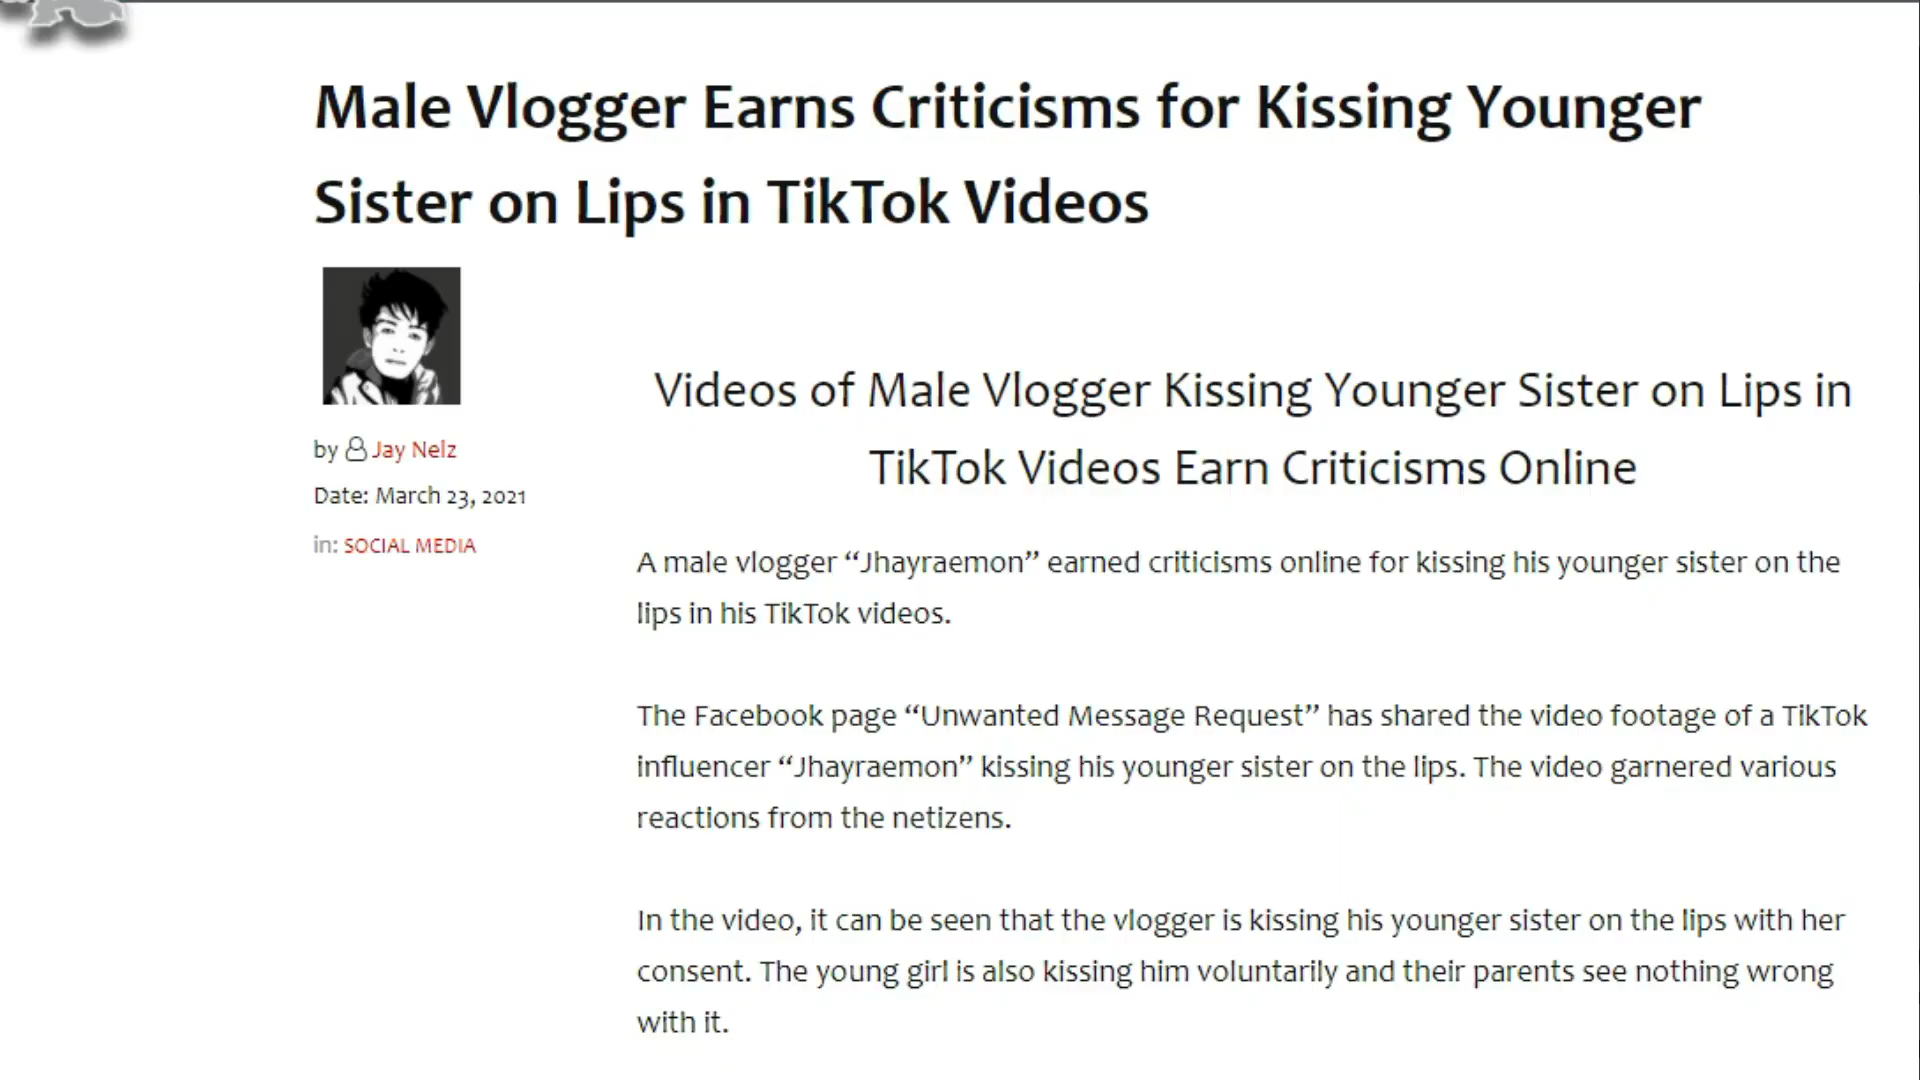 Male Vlogger Earns Criticisms for Kissing Younger
Sister on Lips in TikTok Videos
by Jay Nelz
Date: March 23, 2021
in: SOCIAL MEDIA
Videos of Male Vlogger Kissing Younger Sister on Lips in
TikTok Videos Earn Criticisms Online
A male vlogger “Jhayraemon” earned criticisms online for kissing his younger sister on the
lips in his TikTok videos.
The Facebook page “Unwanted Message Request” has shared the video footage of a TikTok
influencer “Jhayraemon” kissing his younger sister on the lips. The video garnered various
reactions from the netizens.
In the video, it can be seen that the vlogger is kissing his younger sister on the lips with her
consent. The young girl is also kissing him voluntarily and their parents see nothing wrong
with it.